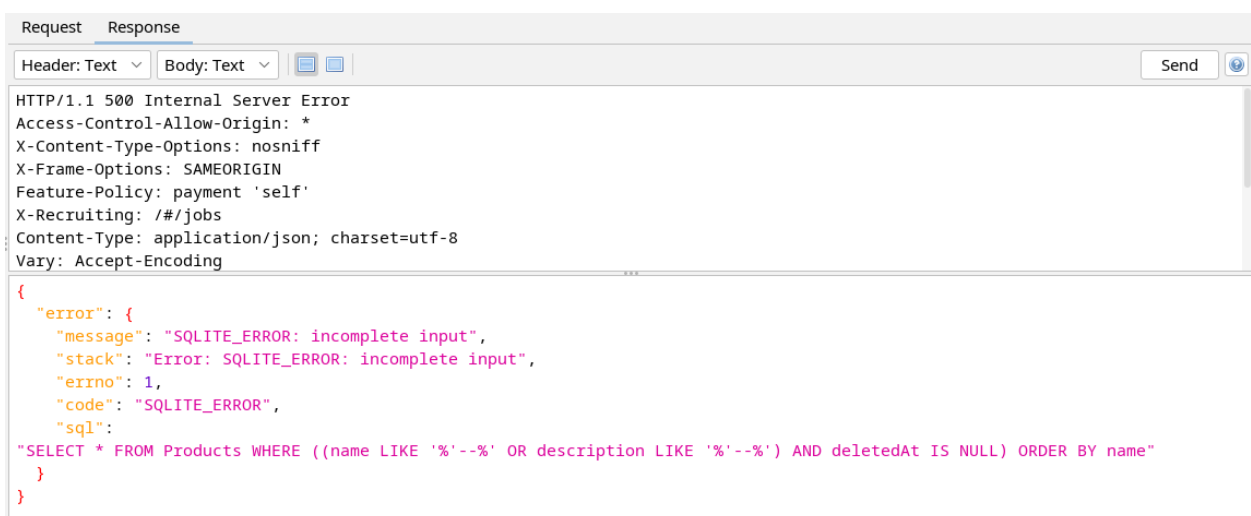 Request Response
Header: Text Body: Text Send
HTTP/1.1 500 Internal Server Error
Access-Control-Allow-Origin: *
X-Content-Type-Options: nosniff
X-Frame-Options: SAMEORIGIN
Feature-Policy: payment 'self'
X-Recruiting: /#/jobs
Content-Type: application/json; charset=utf-8
Vary: Accept-Encoding
{
  "error": {
    "message": "SQLITE_ERROR: incomplete input",
    "stack": "Error: SQLITE_ERROR: incomplete input",
    "errno": 1,
    "code": "SQLITE_ERROR",
    "sql":
"SELECT * FROM Products WHERE ((name LIKE '%'--%' OR description LIKE '%'--%') AND deletedAt IS NULL) ORDER BY name"
  }
}